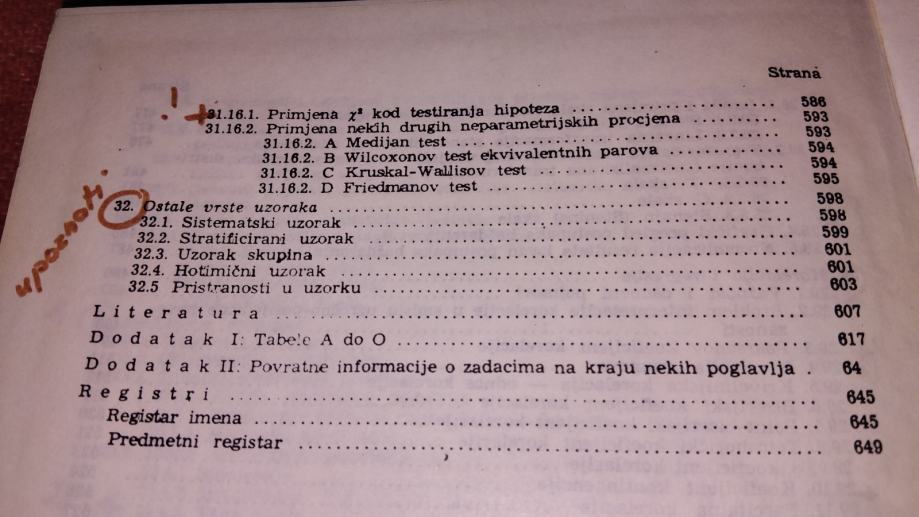 Strana
! + 31.16.1. Primjena χ² kod testiranja hipoteza .......... 586
31.16.2. Primjena nekih drugih neparametrijskih procjena .......... 593
31.16.2. A Medijan test .......... 593
31.16.2. B Wilcoxonov test ekvivalentnih parova .......... 594
31.16.2. C Kruskal-Wallisov test .......... 594
31.16.2. D Friedmanov test .......... 595
upoznati
32. Ostale vrste uzoraka .......... 598
32.1. Sistematski uzorak .......... 598
32.2. Stratificirani uzorak .......... 599
32.3. Uzorak skupina .......... 601
32.4. Hotimični uzorak .......... 601
32.5 Pristranosti u uzorku .......... 603
Literatura .......... 607
Dodatak I: Tabele A do O .......... 617
Dodatak II: Povratne informacije o zadacima na kraju nekih poglavlja . 64
Registri .......... 645
Registar imena .......... 645
Predmetni registar .......... 649